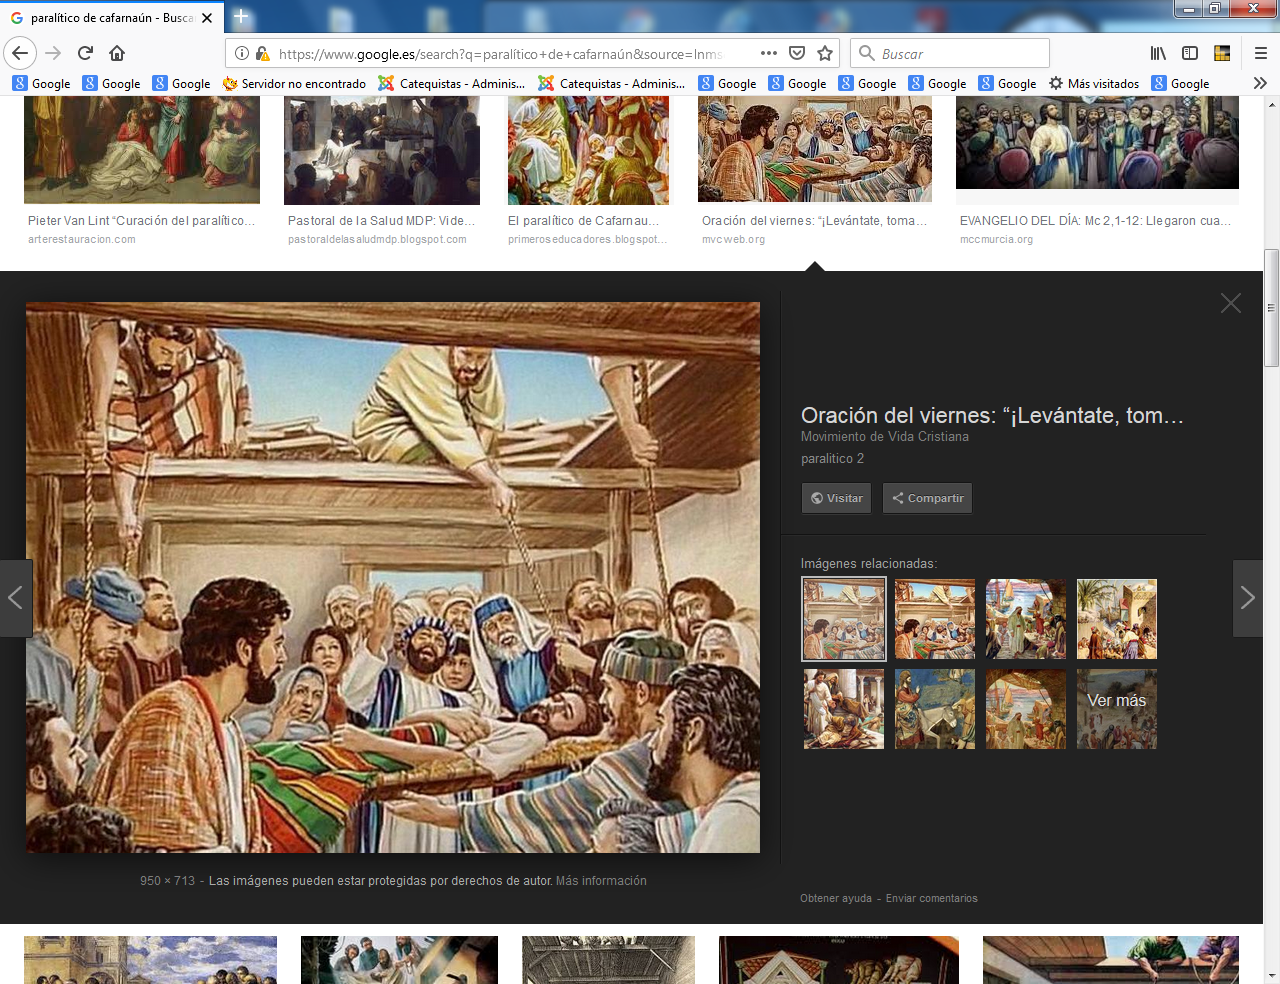 paralítico de cafarnaún - Busca
https://www.google.es/search?q=paralítico+de+cafarnaún&source=lnms
Buscar
Google
Google
Google
Servidor no encontrado
Catequistas - Adminis...
Catequistas - Adminis...
Google
Google
Google
Google
Google
Más visitados
Google
Pieter Van Lint “Curación del paralítico...
arterestauracion.com
Pastoral de la Salud MDP: Vide...
pastoraldelasaludmdp.blogspot.com
El paralítico de Cafarnau...
primeroseducadores.blogspot...
Oración del viernes: “¡Levántate, toma...
mvcweb.org
EVANGELIO DEL DÍA: Mc 2,1-12: Llegaron cua...
mccmurcia.org
Oración del viernes: “¡Levántate, tom...
Movimiento de Vida Cristiana
paralitico 2
Visitar
Compartir
Imágenes relacionadas:
Ver más
950 × 713 - Las imágenes pueden estar protegidas por derechos de autor. Más información
Obtener ayuda - Enviar comentarios